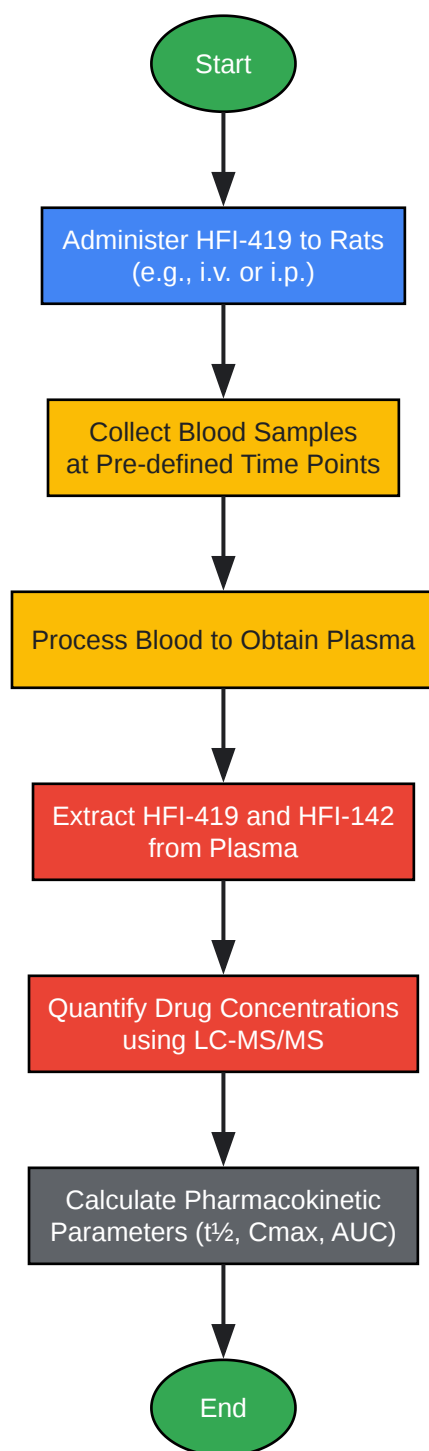 Start
Administer HFI-419 to Rats
(e.g., i.v. or i.p.)
Collect Blood Samples
at Pre-defined Time Points
Process Blood to Obtain Plasma
Extract HFI-419 and HFI-142
from Plasma
Quantify Drug Concentrations
using LC-MS/MS
Calculate Pharmacokinetic
Parameters (t½, Cmax, AUC)
End